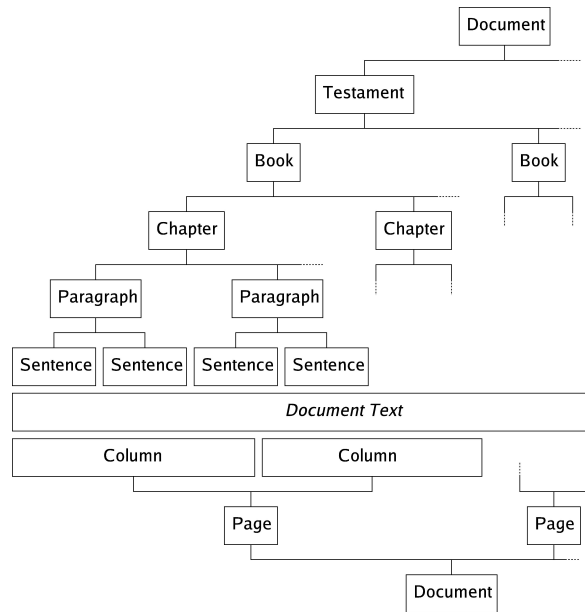 Document
Testament
Book Book
Chapter Chapter
Paragraph Paragraph
Sentence Sentence Sentence Sentence
Document Text
Column Column
Page Page
Document